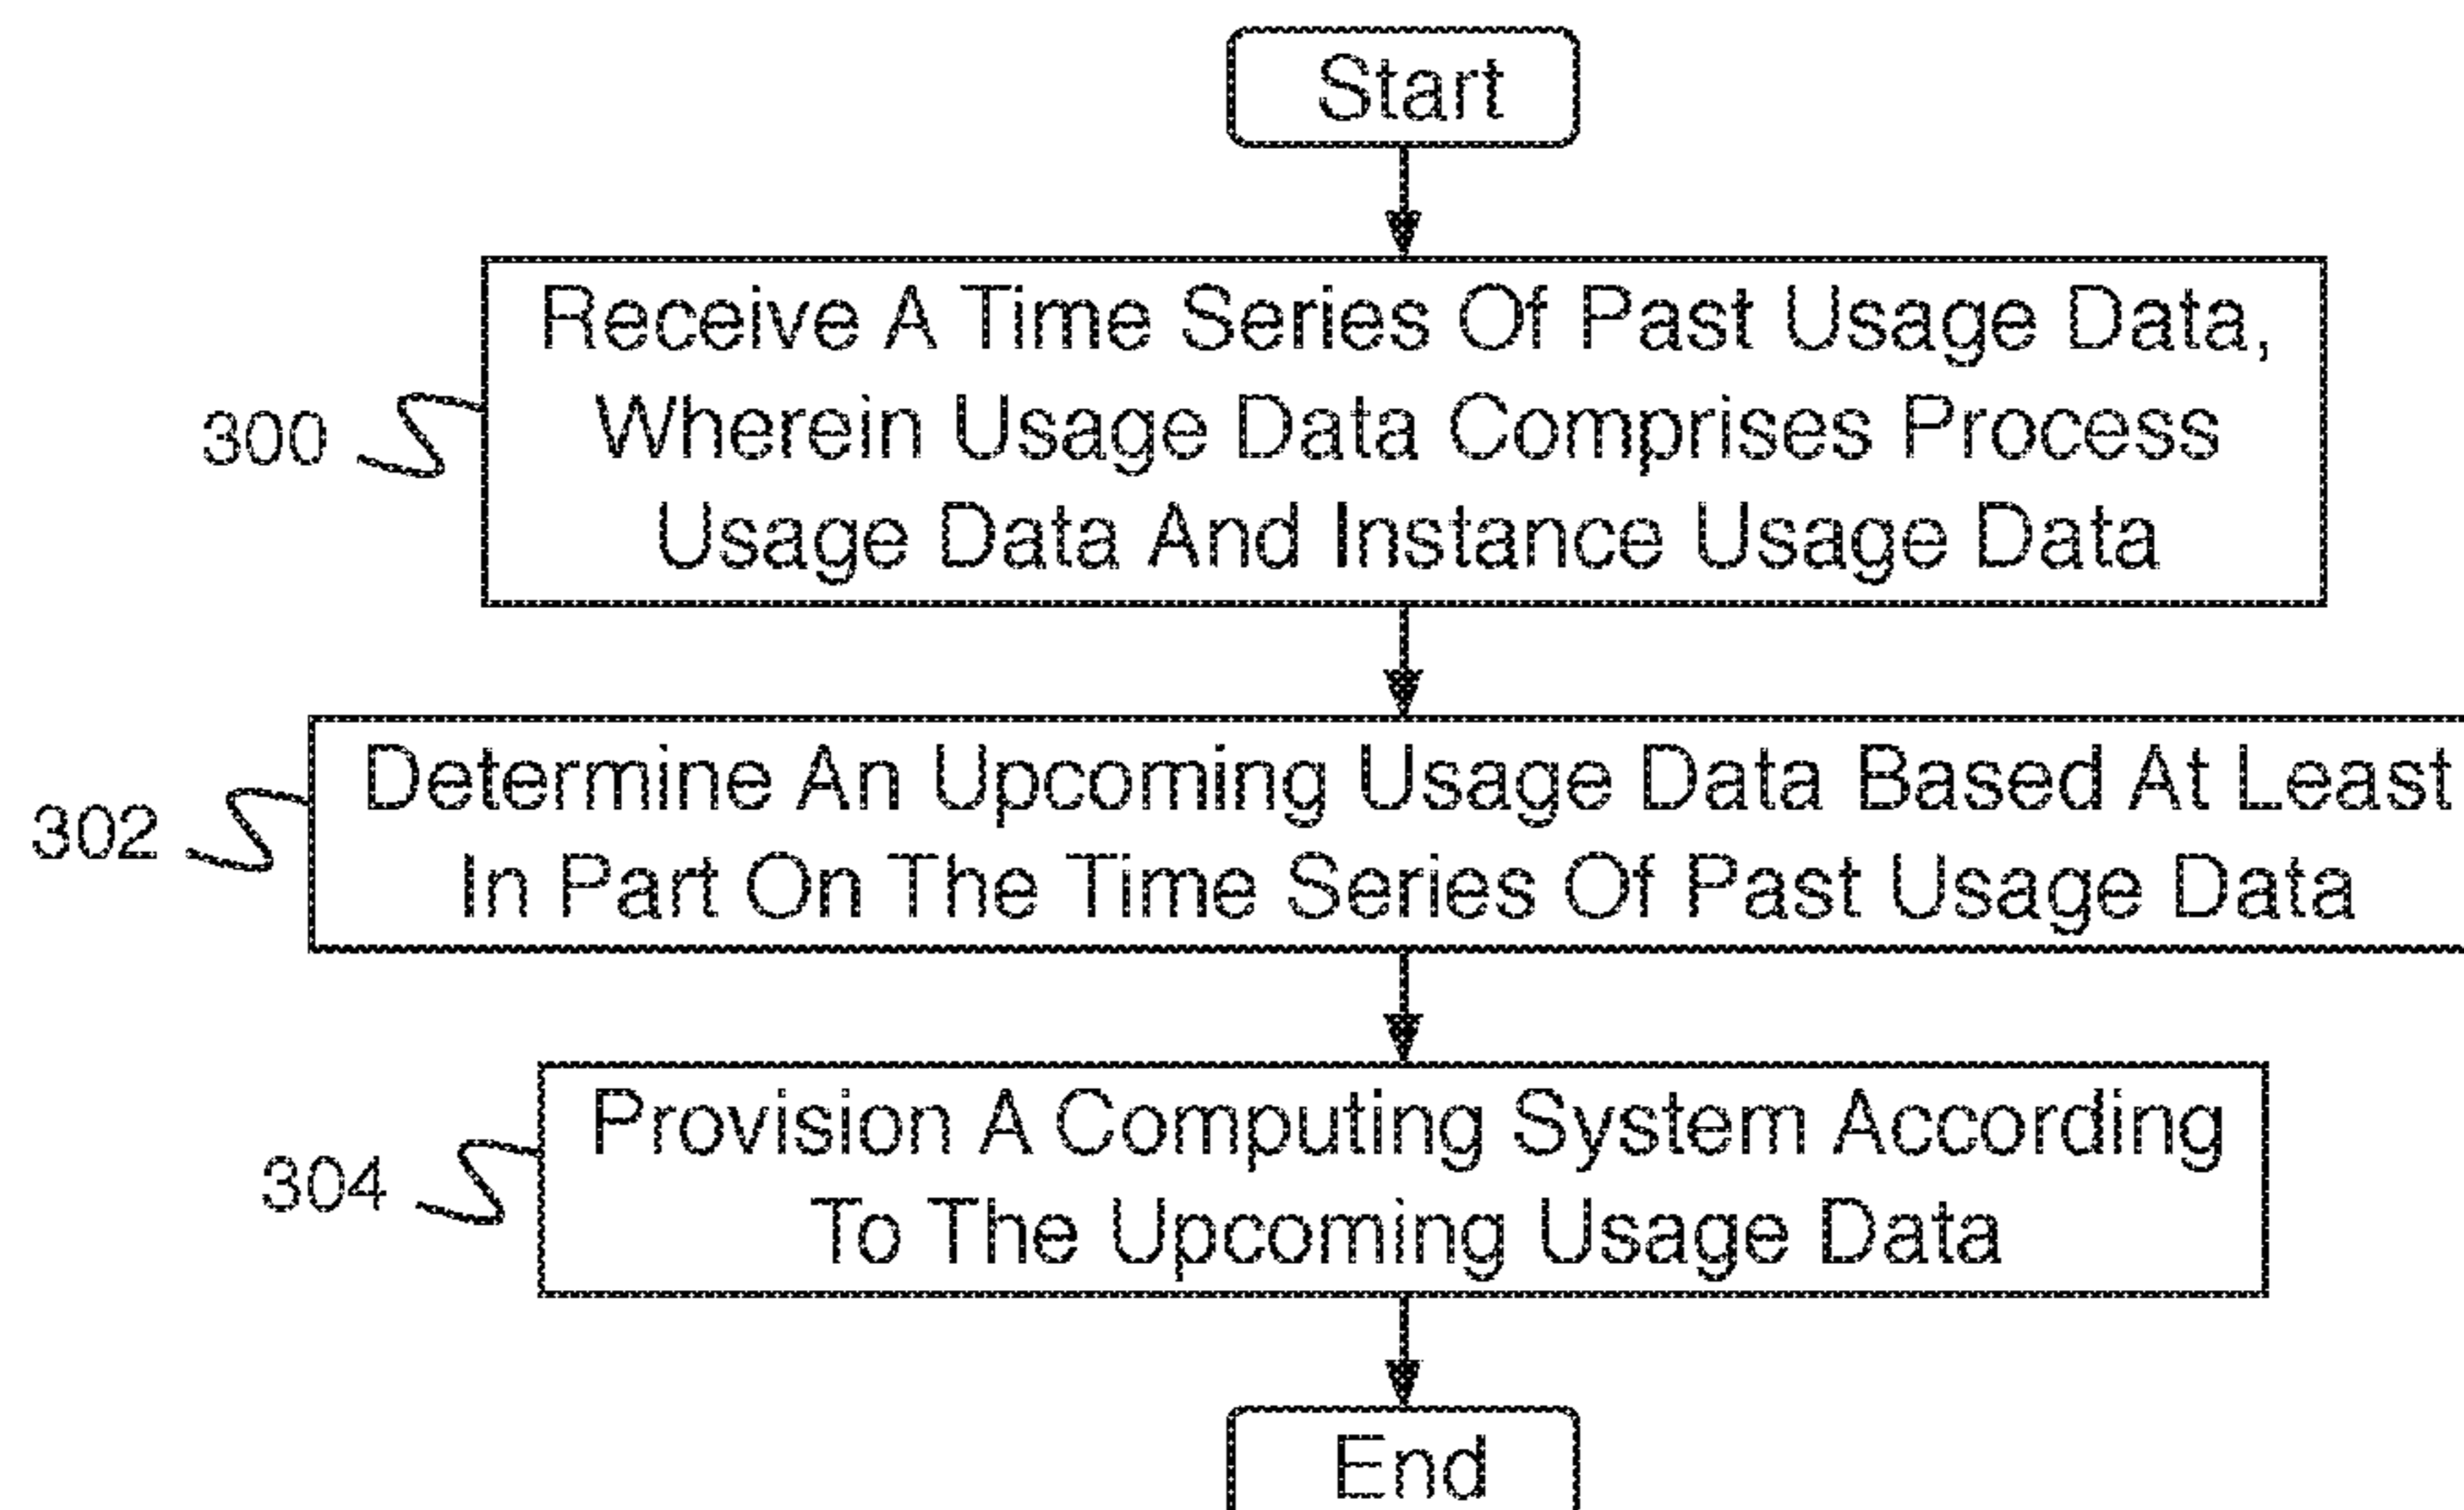 Start
Receive A Time Series Of Past Usage Data,
Wherein Usage Data Comprises Process
Usage Data And Instance Usage Data
300
Determine An Upcoming Usage Data Based At Least
In Part On The Time Series Of Past Usage Data
302
Provision A Computing System According
To The Upcoming Usage Data
304
End